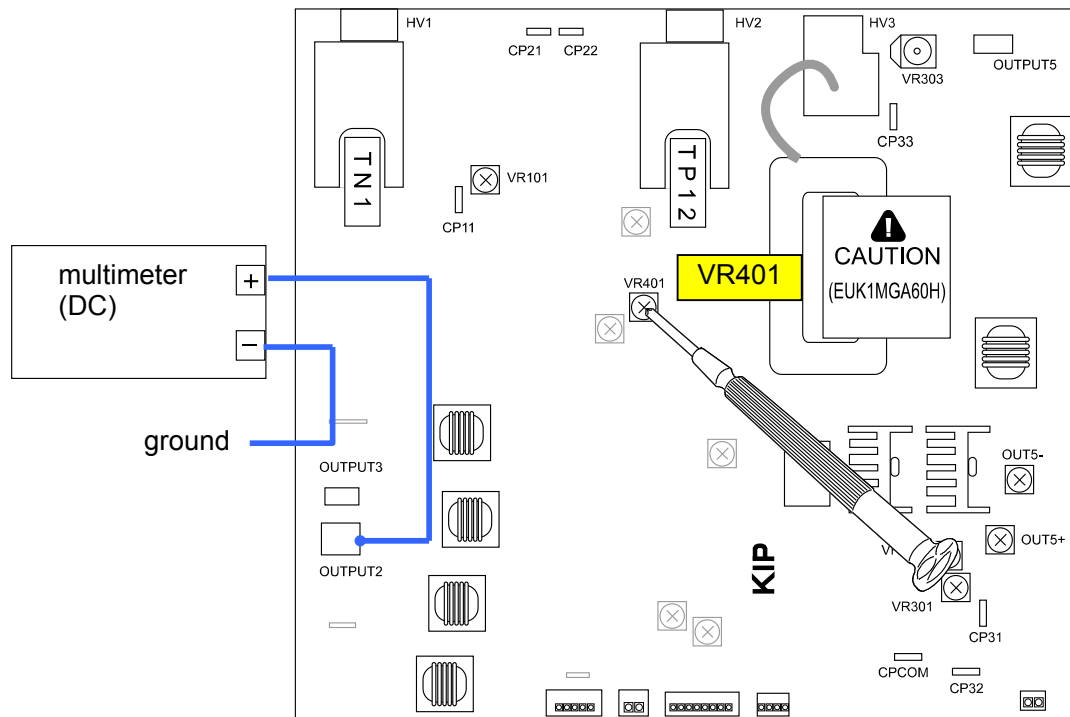 HV1
HV2
HV3
CP21
CP22
VR303
OUTPUT5
CP33
TN1
VR101
CP11
TP12
CAUTION
(EUK1MGA60H)
VR401
VR401
multimeter
(DC)
+
−
ground
OUTPUT3
OUTPUT2
OUT5-
OUT5+
KIP
VR301
CP31
CPCOM
CP32